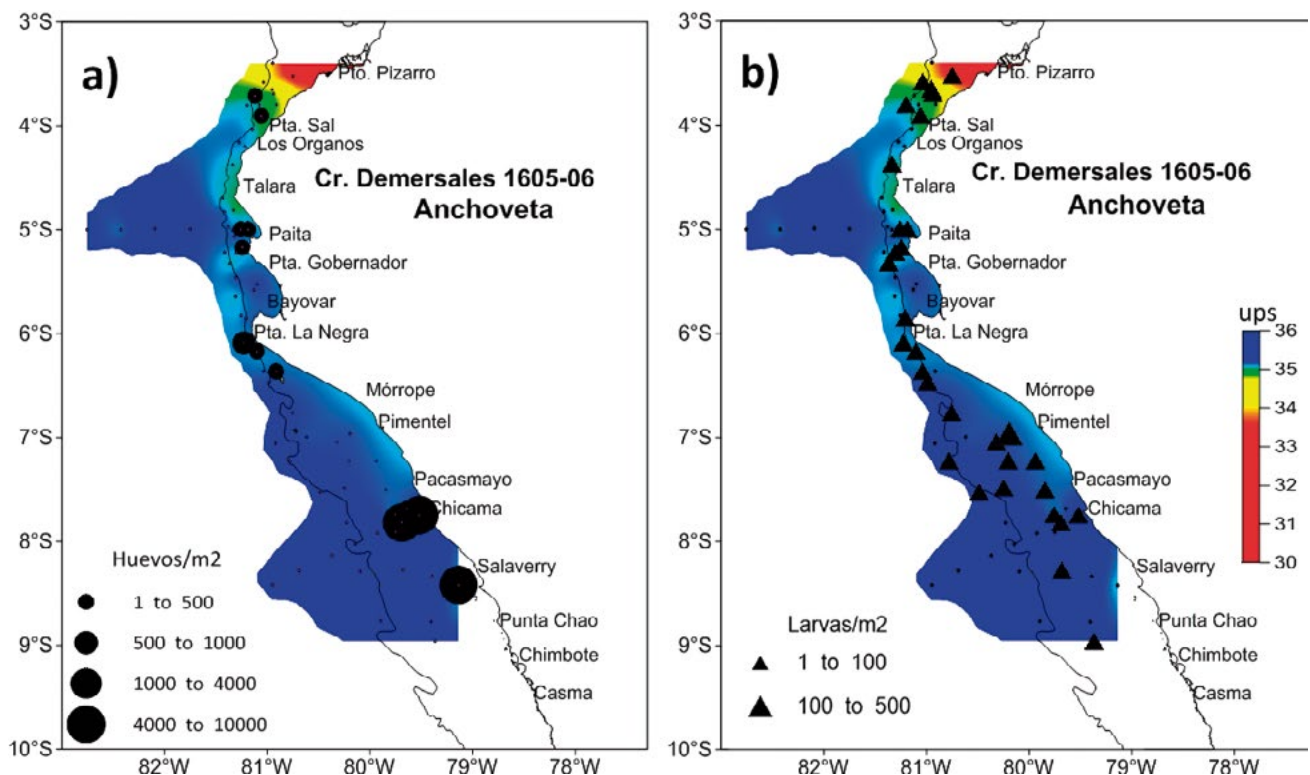 a)
3°S
4°S
5°S
6°S
7°S
8°S
9°S
10°S
82°W
81°W
80°W
79°W
78°W
Pto. Pizarro
Pta. Sal
Los Organos
Talara
Cr. Demersales 1605-06
Anchoveta
Paita
Pta. Gobernador
Bayovar
Pta. La Negra
Mórrope
Pimentel
Pacasmayo
Chicama
Salaverry
Punta Chao
Chimbote
Casma
Huevos/m2
1 to 500
500 to 1000
1000 to 4000
4000 to 10000
b)
3°S
4°S
5°S
6°S
7°S
8°S
9°S
10°S
82°W
81°W
80°W
79°W
78°W
Pto. Pizarro
Pta. Sal
Los Organos
Talara
Cr. Demersales 1605-06
Anchoveta
Paita
Pta. Gobernador
Bayovar
Pta. La Negra
Mórrope
Pimentel
Pacasmayo
Chicama
Salaverry
Punta Chao
Chimbote
Casma
Larvas/m2
1 to 100
100 to 500
ups
36
35
34
33
32
31
30